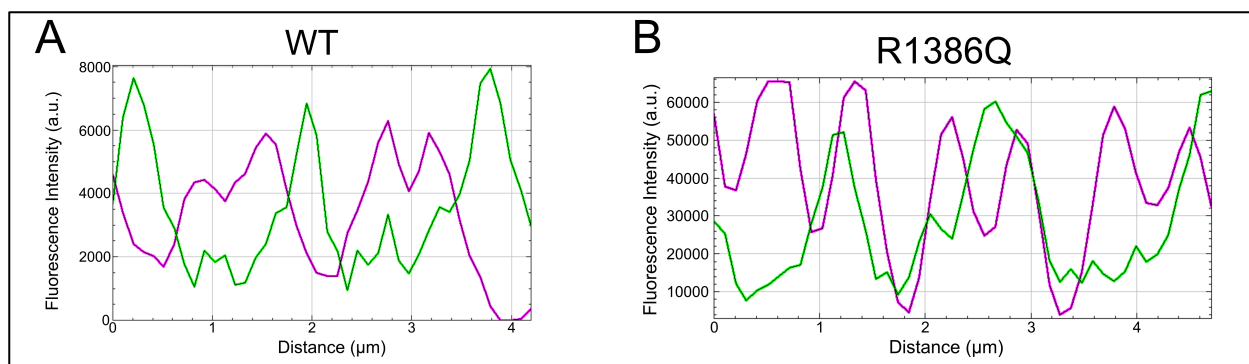 A
WT
8000
6000
4000
2000
0
Fluorescence Intensity (a.u.)
0 1 2 3 4
Distance (µm)
B
R1386Q
60000
50000
40000
30000
20000
10000
Fluorescence Intensity (a.u.)
0 1 2 3 4
Distance (µm)